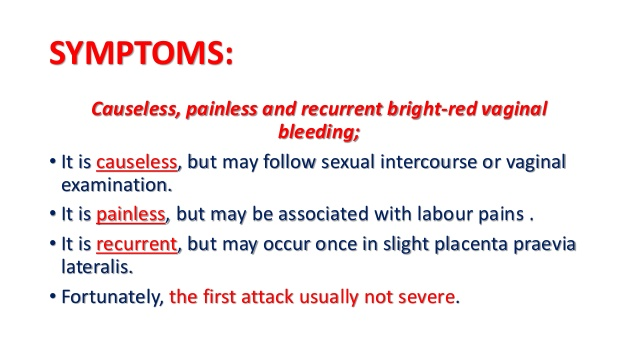 SYMPTOMS:
Causeless, painless and recurrent bright-red vaginal
bleeding;
• It is causeless, but may follow sexual intercourse or vaginal
examination.
• It is painless, but may be associated with labour pains .
• It is recurrent, but may occur once in slight placenta praevia
lateralis.
• Fortunately, the first attack usually not severe.